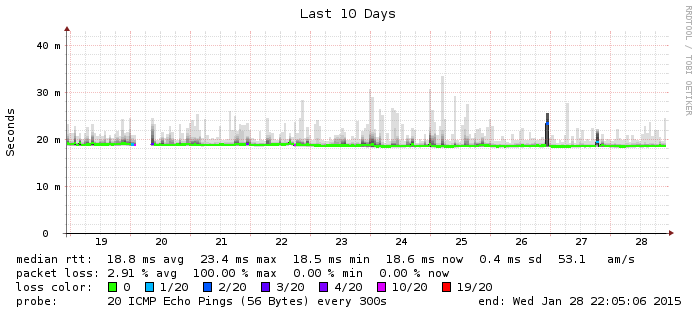 Last 10 Days
RRDTOOL / TOBI OETIKER
Seconds
40 m
30 m
20 m
10 m
0
19 20 21 22 23 24 25 26 27 28
median rtt: 18.8 ms avg 23.4 ms max 18.5 ms min 18.6 ms now 0.4 ms sd 53.1 am/s
packet loss: 2.91 % avg 100.00 % max 0.00 % min 0.00 % now
loss color: 0 1/20 2/20 3/20 4/20 10/20 19/20
probe: 20 ICMP Echo Pings (56 Bytes) every 300s end: Wed Jan 28 22:05:06 2015